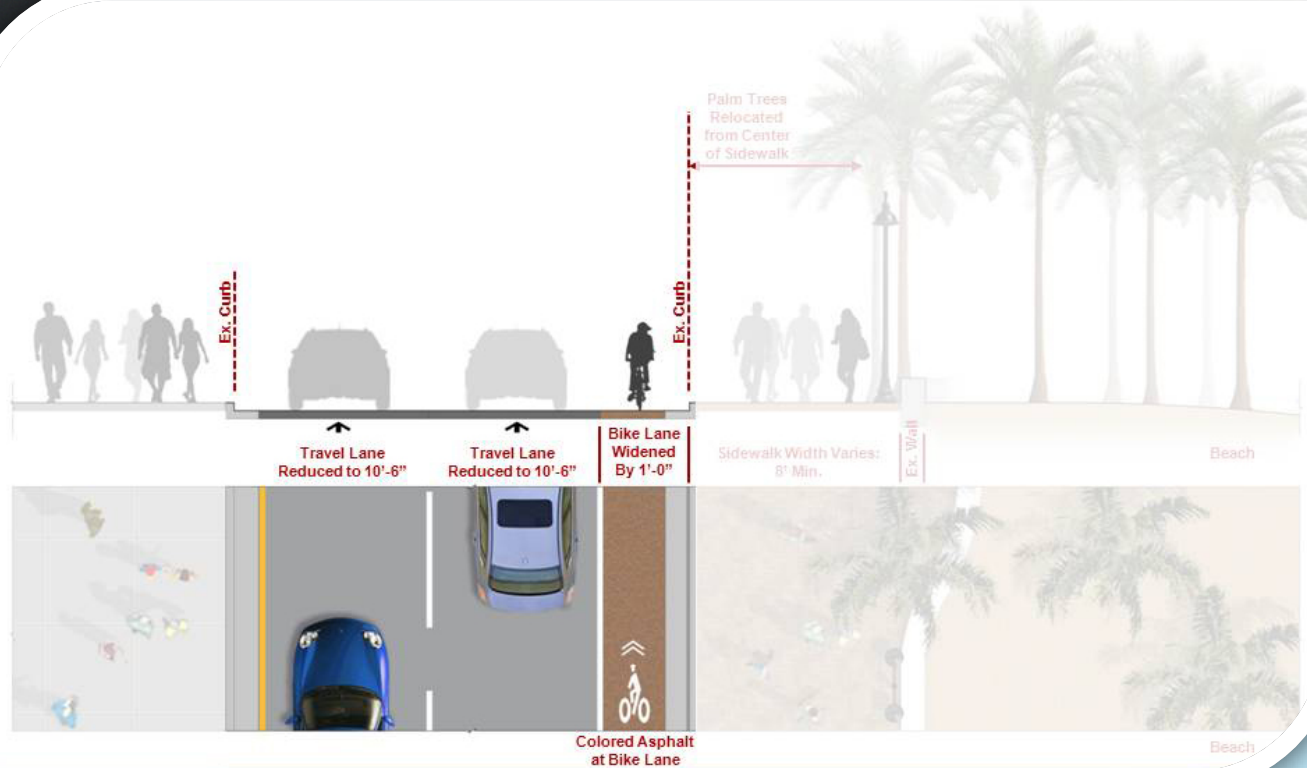 Palm Trees
Relocated
from Center
of Sidewalk
Ex. Curb
Ex. Curb
Travel Lane
Reduced to 10'-6"
Travel Lane
Reduced to 10'-6"
Bike Lane
Widened
By 1'-0"
Sidewalk Width Varies:
8' Min.
Ex. Wall
Beach
Colored Asphalt
at Bike Lane
Beach